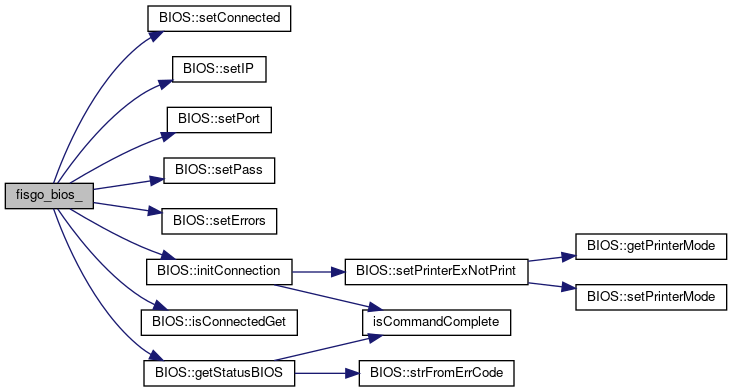 BIOS::setConnected
BIOS::setIP
BIOS::setPort
BIOS::setPass
fisgo_bios_
BIOS::setErrors
BIOS::getPrinterMode
BIOS::initConnection
BIOS::setPrinterExNotPrint
BIOS::setPrinterMode
BIOS::isConnectedGet
isCommandComplete
BIOS::getStatusBIOS
BIOS::strFromErrCode